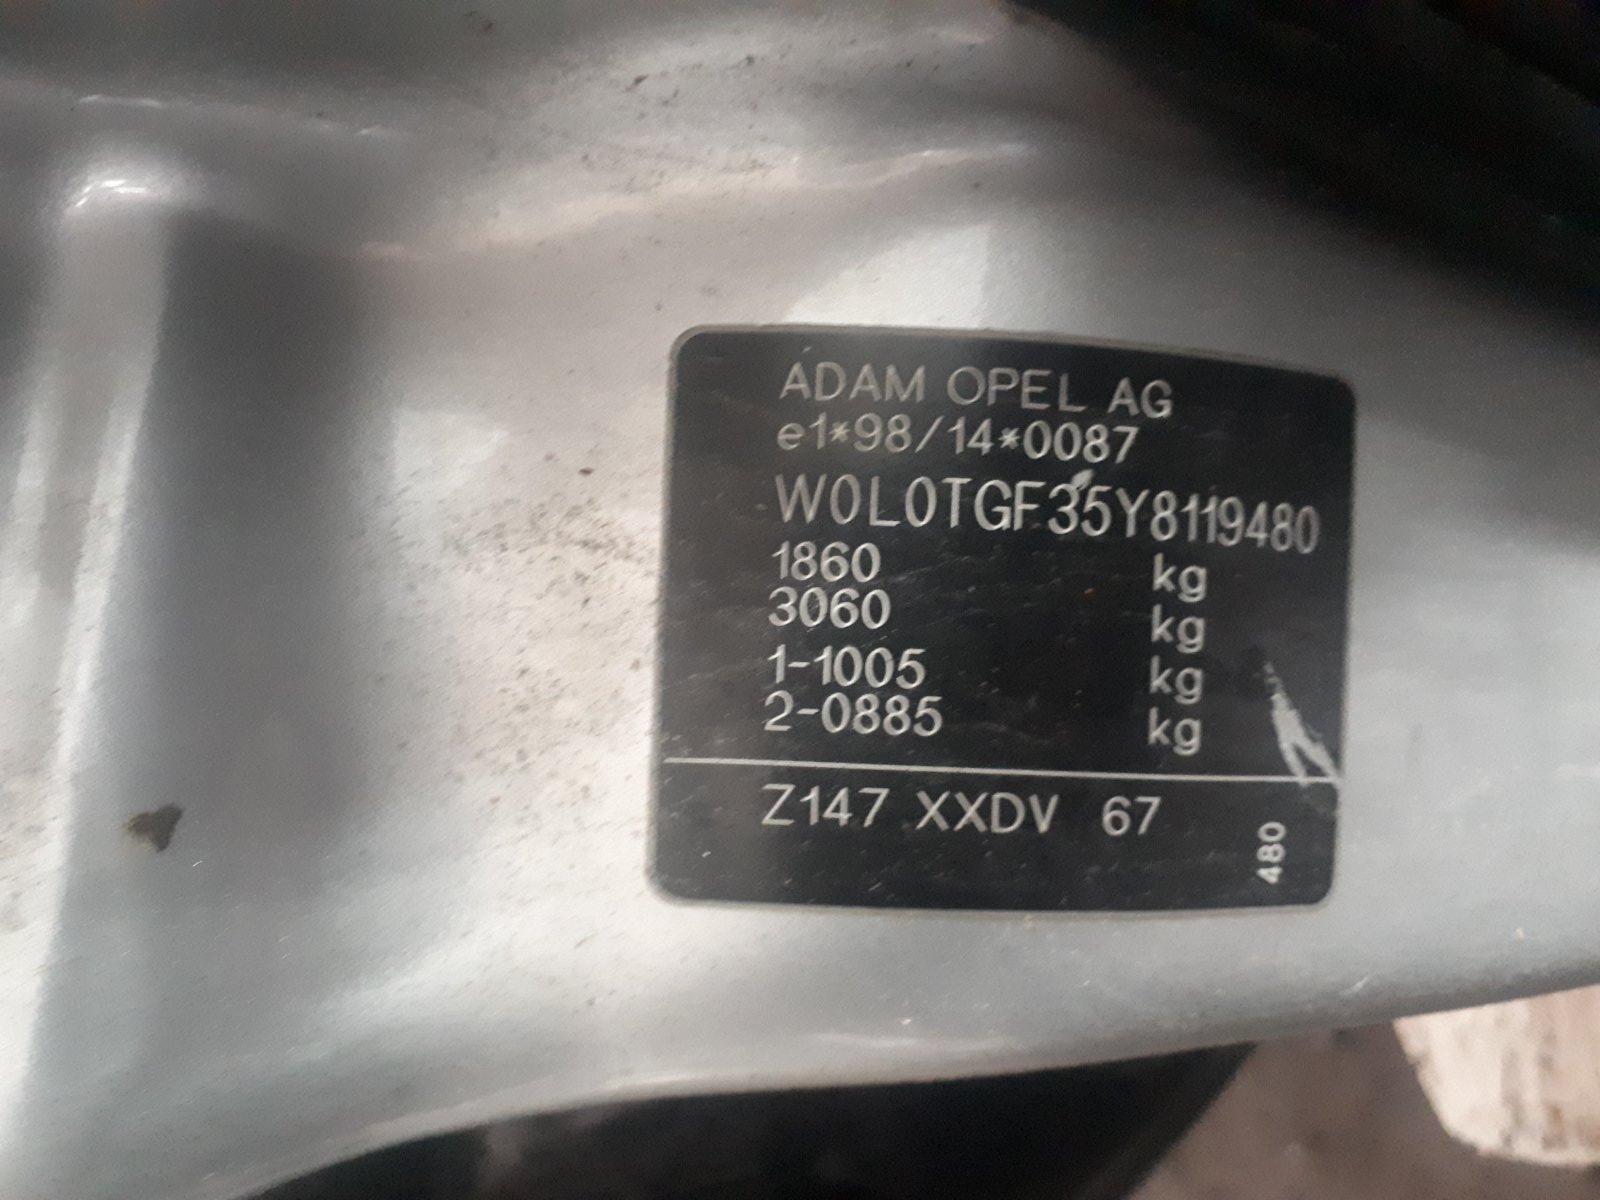 ADAM OPEL AG
e1*98/14*0087
W0L0TGF35Y8119480
1860 kg
3060 kg
1-1005 kg
2-0885 kg
Z147 XXDV 67
480